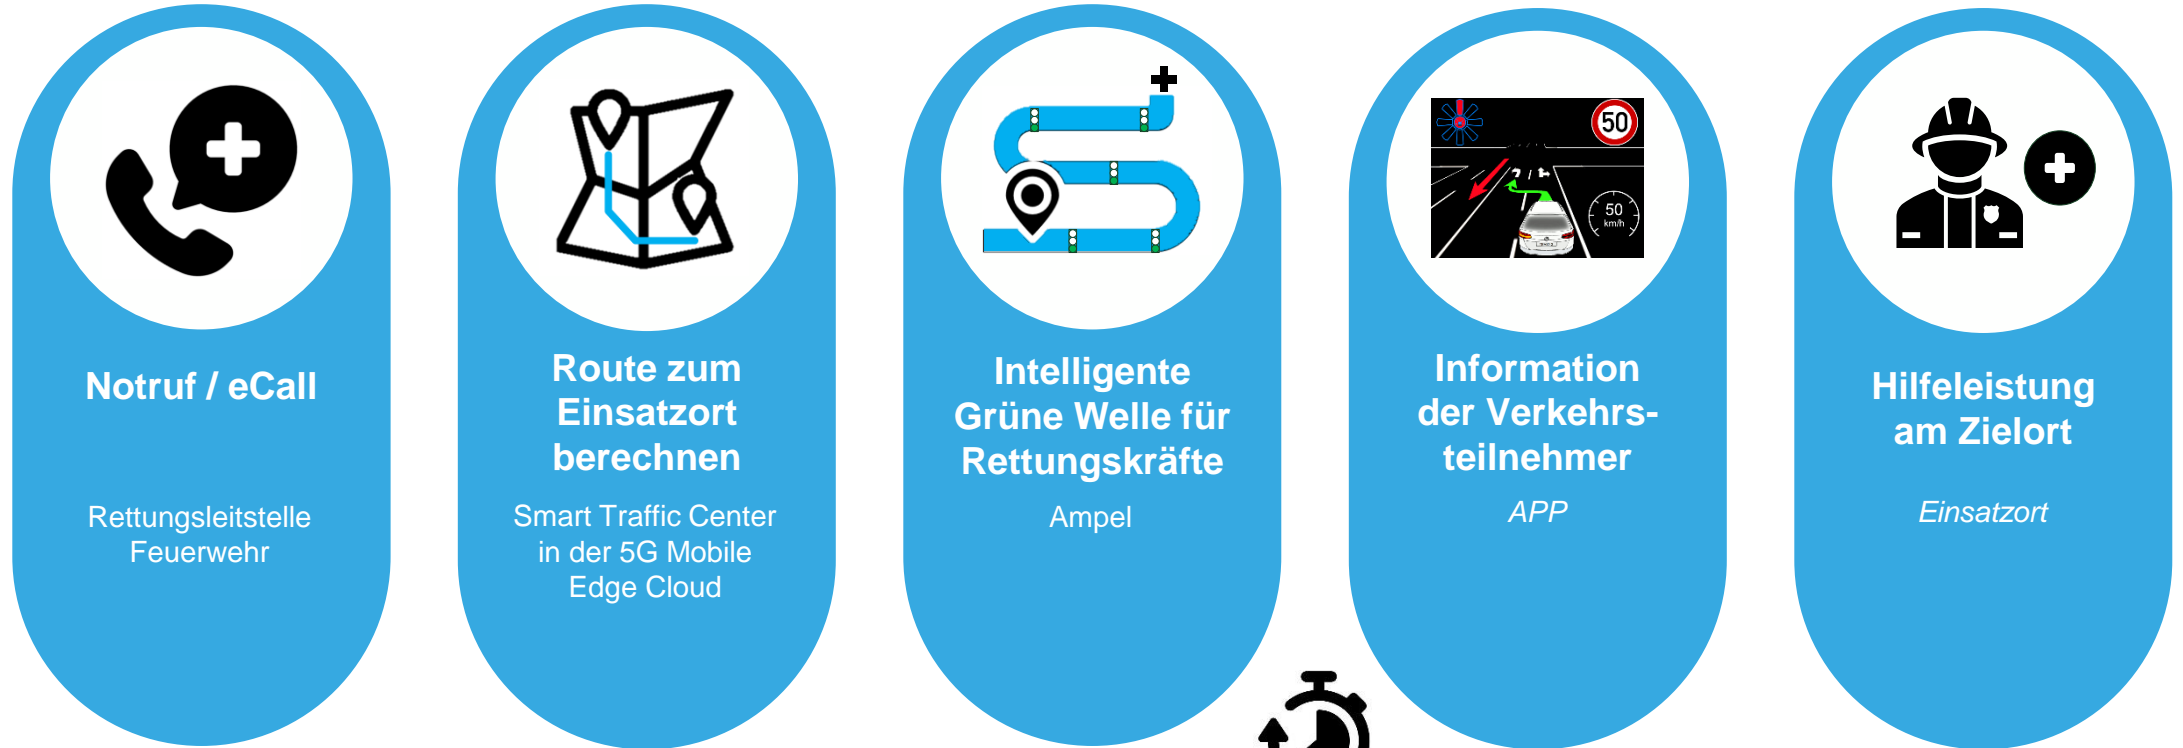 Notruf / eCall
Rettungsleitstelle
Feuerwehr
Route zum
Einsatzort
berechnen
Smart Traffic Center
in der 5G Mobile
Edge Cloud
Intelligente
Grüne Welle für
Rettungskräfte
Ampel
50
50
km/h
Information
der Verkehrs-
teilnehmer
APP
Hilfeleistung
am Zielort
Einsatzort